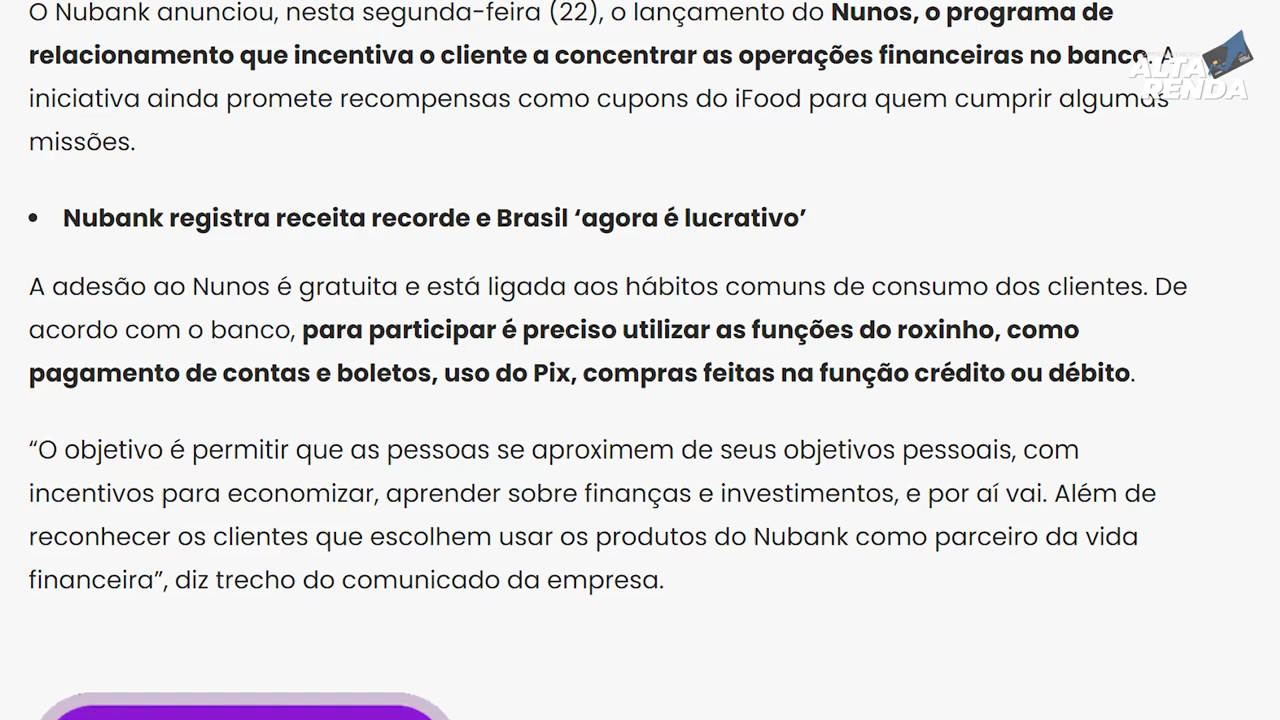 O Nubank anunciou, nesta segunda-feira (22), o lançamento do Nunos, o programa de
relacionamento que incentiva o cliente a concentrar as operações financeiras no banco. A
ALTA
iniciativa ainda promete recompensas como cupons do iFood para quem cumprir algumas
RENDA
missões.
• Nubank registra receita recorde e Brasil ‘agora é lucrativo’
A adesão ao Nunos é gratuita e está ligada aos hábitos comuns de consumo dos clientes. De
acordo com o banco, para participar é preciso utilizar as funções do roxinho, como
pagamento de contas e boletos, uso do Pix, compras feitas na função crédito ou débito.
“O objetivo é permitir que as pessoas se aproximem de seus objetivos pessoais, com
incentivos para economizar, aprender sobre finanças e investimentos, e por aí vai. Além de
reconhecer os clientes que escolhem usar os produtos do Nubank como parceiro da vida
financeira”, diz trecho do comunicado da empresa.